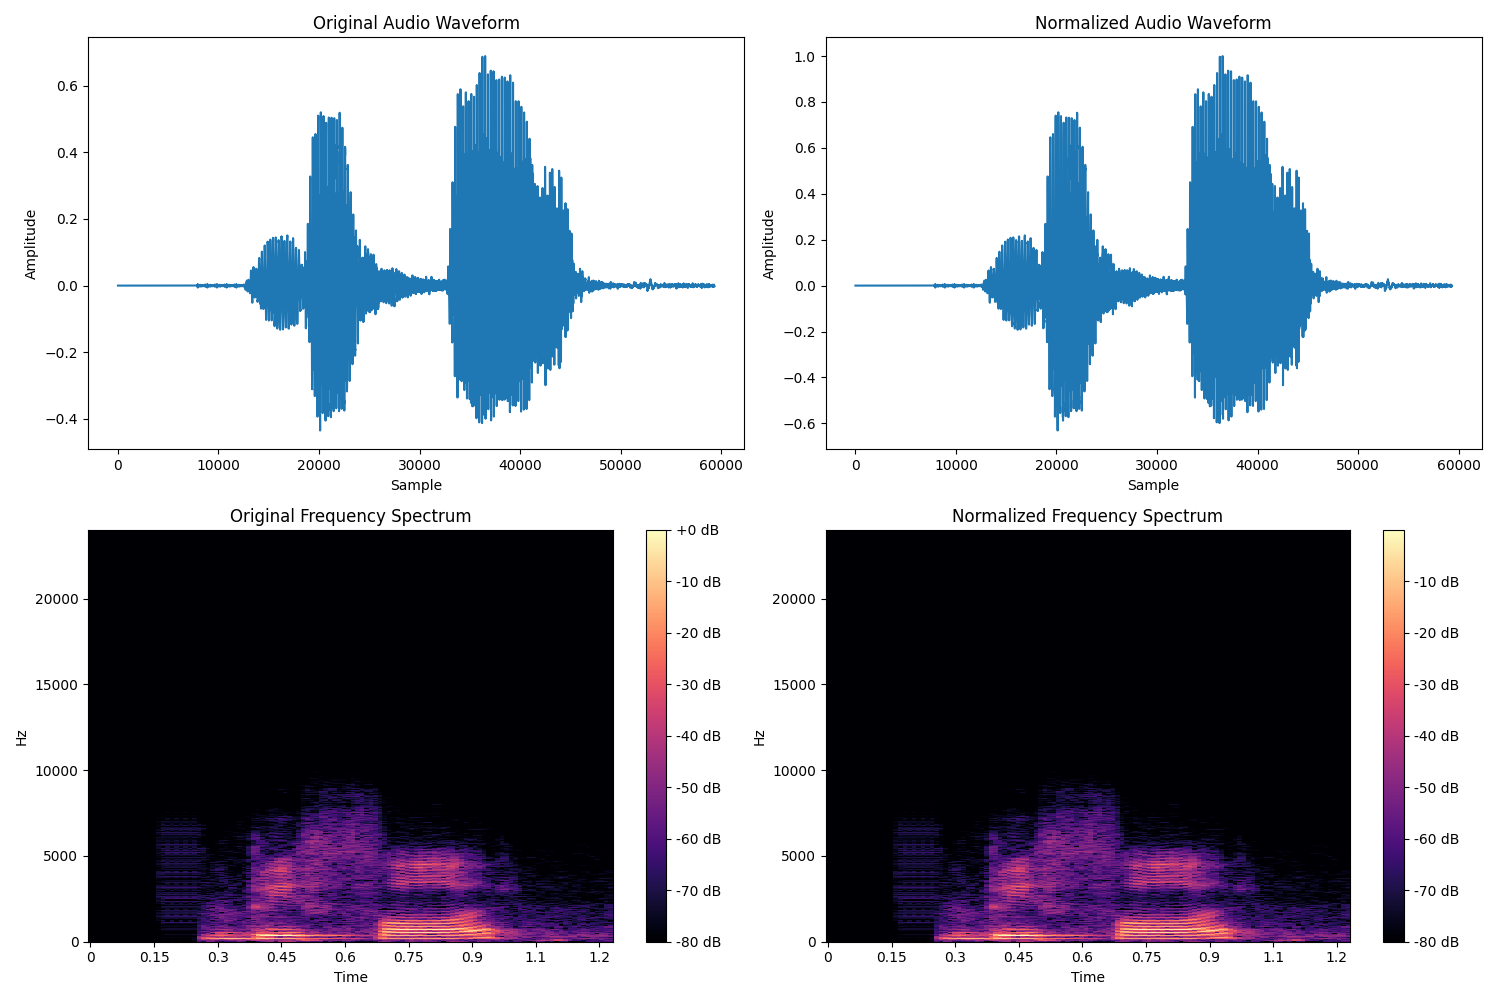 Original Audio Waveform
Normalized Audio Waveform
Amplitude
0.6
0.4
0.2
0.0
−0.2
−0.4
0
10000
20000
30000
40000
50000
60000
Sample
Amplitude
1.0
0.8
0.6
0.4
0.2
0.0
−0.2
−0.4
−0.6
0
10000
20000
30000
40000
50000
60000
Sample
Original Frequency Spectrum
Hz
20000
15000
10000
5000
0
0
0.15
0.3
0.45
0.6
0.75
0.9
1.1
1.2
Time
+0 dB
-10 dB
-20 dB
-30 dB
-40 dB
-50 dB
-60 dB
-70 dB
-80 dB
Normalized Frequency Spectrum
Hz
20000
15000
10000
5000
0
0
0.15
0.3
0.45
0.6
0.75
0.9
1.1
1.2
Time
-10 dB
-20 dB
-30 dB
-40 dB
-50 dB
-60 dB
-70 dB
-80 dB